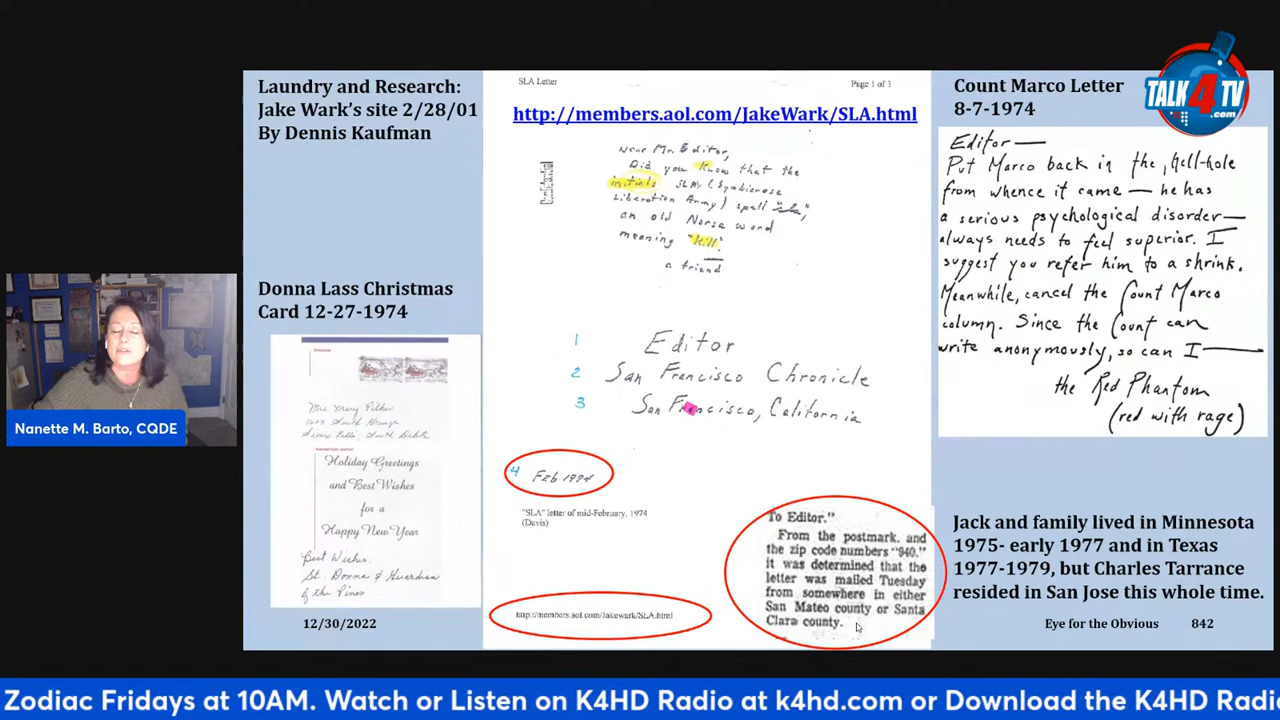 Laundry and Research:
Jake Wark's site 2/28/01
By Dennis Kaufman
Donna Lass Christmas
Card 12-27-1974
Holiday Greetings
and Best Wishes
for a
Happy New Year
Best Wishes,
St. Donna & Guardian
of the Pines
12/30/2022
SLA Letter
Page 1 of 1
http://members.aol.com/JakeWark/SLA.html
Dear Mr. Editor,
Did you know that the
initials SLAY (Symbionese
Liberation Army) spell "sla,"
an old Norse word
meaning "kill".
a friend
1 Editor
2 San Francisco Chronicle
3 San Francisco, California
4 Feb 1974
"SLA" letter of mid-February, 1974
(Davis)
http://members.aol.com/Jakewark/SLA.html
To Editor."
From the postmark, and
the zip code numbers "940,"
it was determined that the
letter was mailed Tuesday
from somewhere in either
San Mateo county or Santa
Clara county.
Count Marco Letter
8-7-1974
Editor—
Put Marco back in the, hell-hole
from whence it came — he has
a serious psychological disorder—
always needs to feel superior. I
suggest you refer him to a shrink.
Meanwhile, cancel the Count Marco
column. Since the Count can
write anonymously, so can I—
the Red Phantom
(red with rage)
Jack and family lived in Minnesota
1975- early 1977 and in Texas
1977-1979, but Charles Tarrance
resided in San Jose this whole time.
Eye for the Obvious 842
TALK4TV
.com
Nanette M. Barto, CQDE
Zodiac Fridays at 10AM. Watch or Listen on K4HD Radio at k4hd.com or Download the K4HD Radi